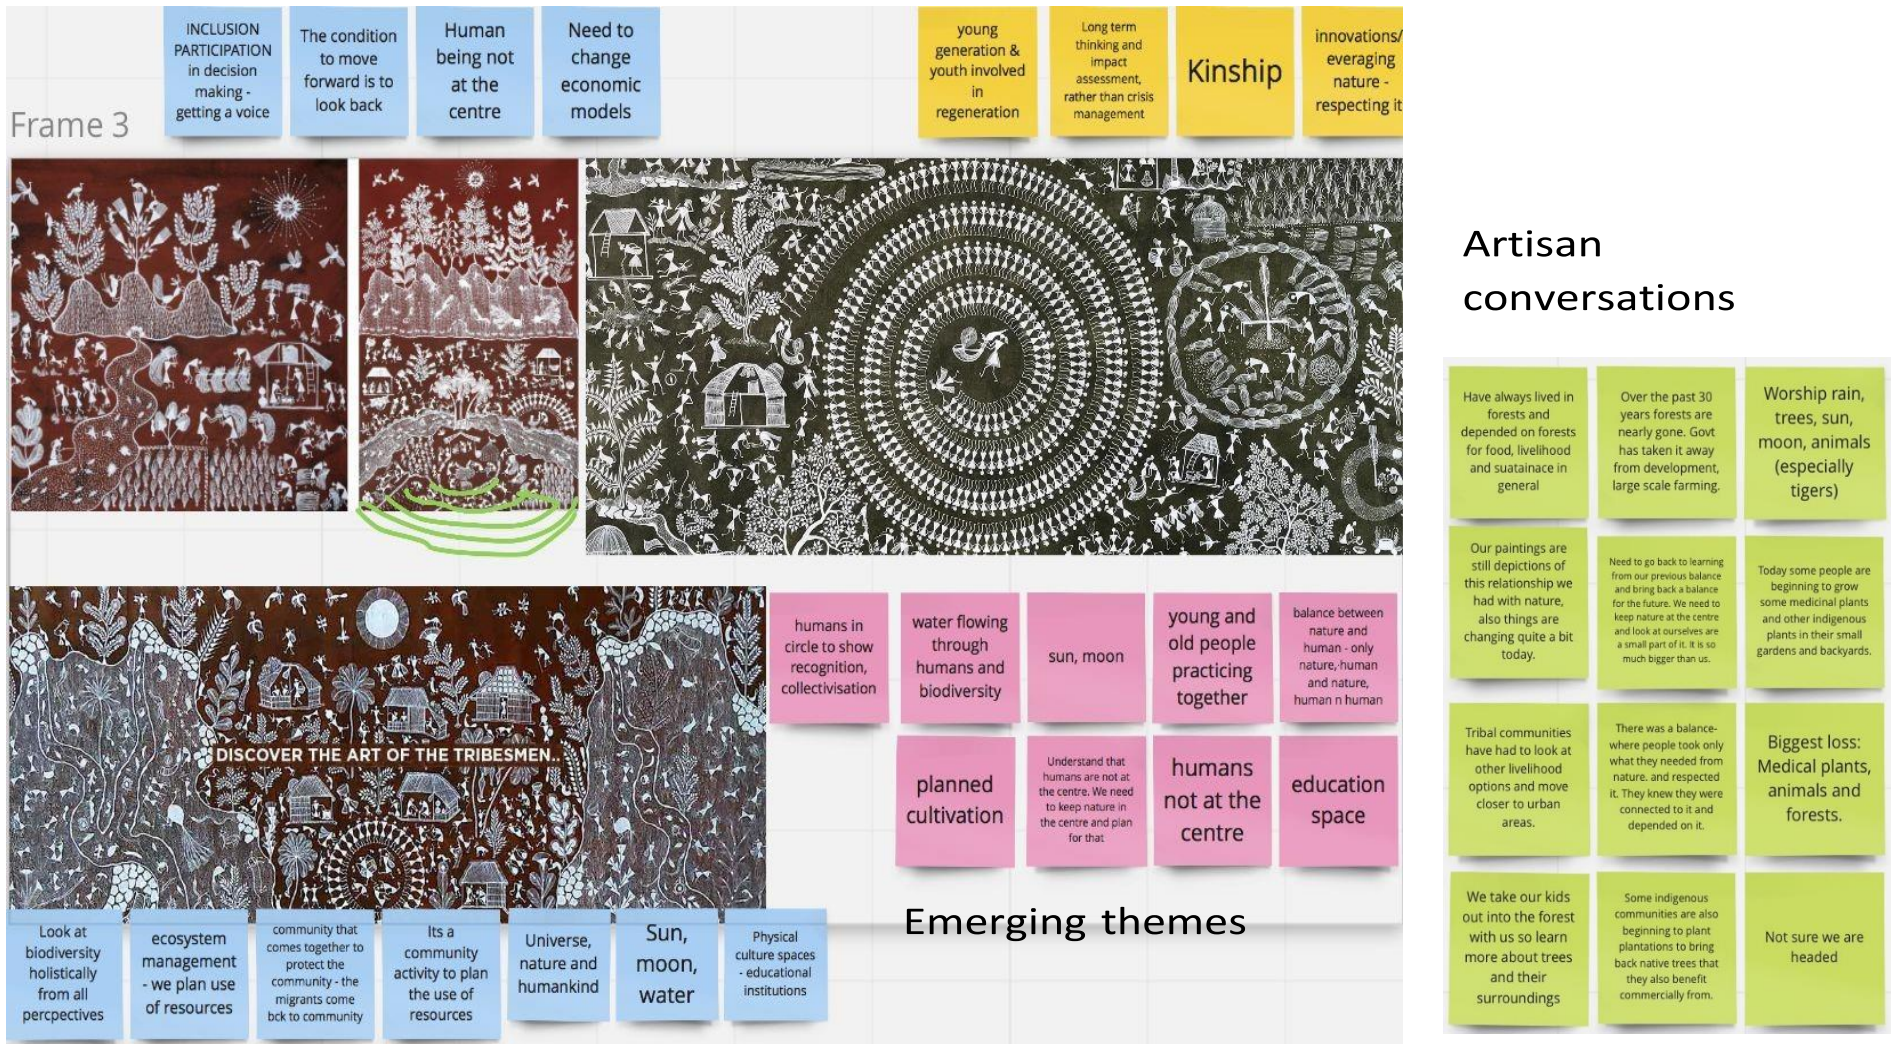 INCLUSION
PARTICIPATION
in decision
making -
getting a voice
The condition
to move
forward is to
look back
Human
being not
at the
centre
Need to
change
economic
models
young
generation &
youth involved
in
regeneration
Long term
thinking and
impact
assessment,
rather than crisis
management
Kinship
innovations/
everaging
nature -
respecting it
Frame 3
Artisan
conversations
Have always lived in
forests and
depended on forests
for food, livelihood
and suatainace in
general
Over the past 30
years forests are
nearly gone. Govt
has taken it away
from development,
large scale farming.
Worship rain,
trees, sun,
moon, animals
(especially
tigers)
Our paintings are
still depictions of
this relationship we
had with nature,
also things are
changing quite a bit
today.
Need to go back to learning
from our previous balance
and bring back a balance
for the future. We need to
keep nature at the centre
and look at ourselves are
a small part of it. It is so
much bigger than us.
Today some people are
beginning to grow
some medicinal plants
and other indigenous
plants in their small
gardens and backyards.
Tribal communities
have had to look at
other livelihood
options and move
closer to urban
areas.
There was a balance-
where people took only
what they needed from
nature. and respected
it. They knew they were
connected to it and
depended on it.
Biggest loss:
Medical plants,
animals and
forests.
We take our kids
out into the forest
with us so learn
more about trees
and their
surroundings
Some indigenous
communities are also
beginning to plant
plantations to bring
back native trees that
they also benefit
commercially from.
Not sure we are
headed
DISCOVER THE ART OF THE TRIBESMEN..
humans in
circle to show
recognition,
collectivisation
water flowing
through
humans and
biodiversity
sun, moon
young and
old people
practicing
together
balance between
nature and
human - only
nature, human
and nature,
human n human
planned
cultivation
Understand that
humans are not at
the centre. We need
to keep nature in
the centre and plan
for that
humans
not at the
centre
education
space
Emerging themes
Look at
biodiversity
holistically
from all
percpectives
ecosystem
management
- we plan use
of resources
community that
comes together to
protect the
community - the
migrants come
bck to community
Its a
community
activity to plan
the use of
resources
Universe,
nature and
humankind
Sun,
moon,
water
Physical
culture spaces
- educational
institutions